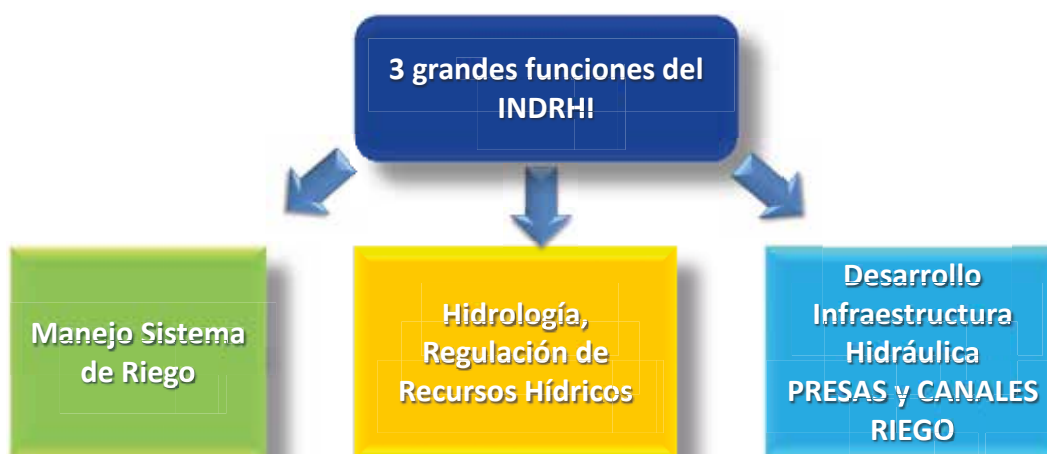 3 grandes funciones del
INDRH!
Manejo Sistema
de Riego
Hidrología,
Regulación de
Recursos Hídricos
Desarrollo
Infraestructura
Hidráulica
PRESAS y CANALES
RIEGO